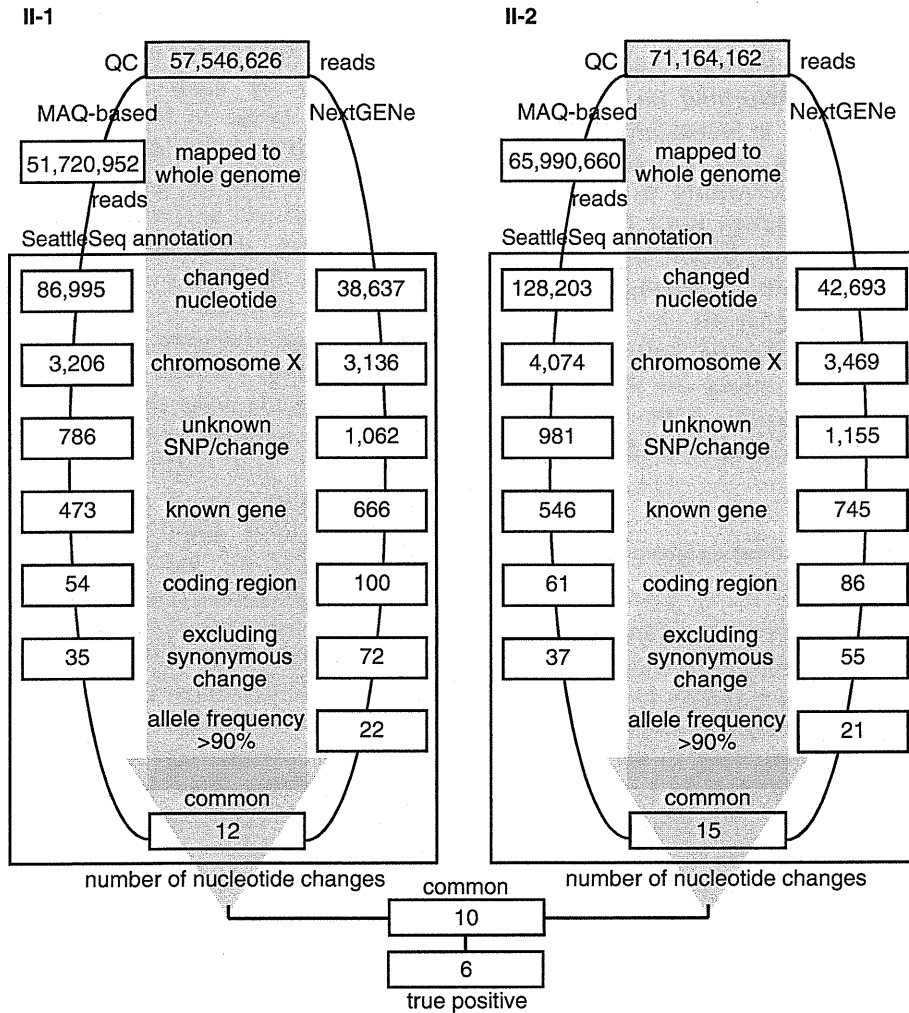 II-1
QC 57,546,626 reads
MAQ-based
NextGENe
51,720,952
reads
mapped to
whole genome
SeattleSeq annotation
86,995
changed
nucleotide
38,637
3,206
chromosome X
3,136
786
unknown
SNP/change
1,062
473
known gene
666
54
coding region
100
35
excluding
synonymous
change
72
allele frequency
>90%
22
common
12
number of nucleotide changes
II-2
QC 71,164,162 reads
MAQ-based
NextGENe
65,990,660
reads
mapped to
whole genome
SeattleSeq annotation
128,203
changed
nucleotide
42,693
4,074
chromosome X
3,469
981
unknown
SNP/change
1,155
546
known gene
745
61
coding region
86
37
excluding
synonymous
change
55
allele frequency
>90%
21
common
15
number of nucleotide changes
common
10
6
true positive